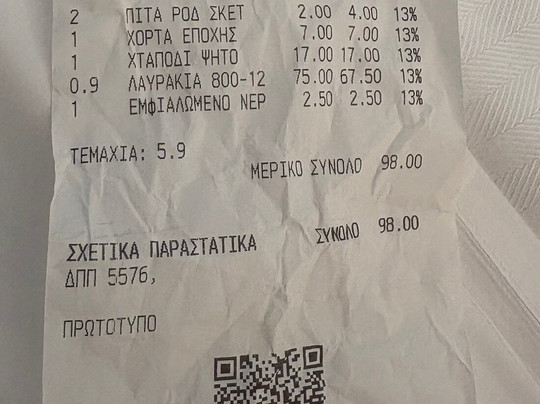 2 ΠΙΤΑ ΡΟΔ ΣΚΕΤ 2.00 4.00 13%
1 ΧΟΡΤΑ ΕΠΟΧΗΣ 7.00 7.00 13%
1 ΧΤΑΠΟΔΙ ΨΗΤΟ 17.00 17.00 13%
0.9 ΛΑΥΡΑΚΙΑ 800-12 75.00 67.50 13%
1 ΕΜΦΙΑΛΩΜΕΝΟ ΝΕΡ 2.50 2.50 13%
ΤΕΜΑΧΙΑ: 5.9
ΜΕΡΙΚΟ ΣΥΝΟΛΟ 98.00
ΣΥΝΟΛΟ 98.00
ΣΧΕΤΙΚΑ ΠΑΡΑΣΤΑΤΙΚΑ
ΔΠΠ 5576,
ΠΡΩΤΟΤΥΠΟ